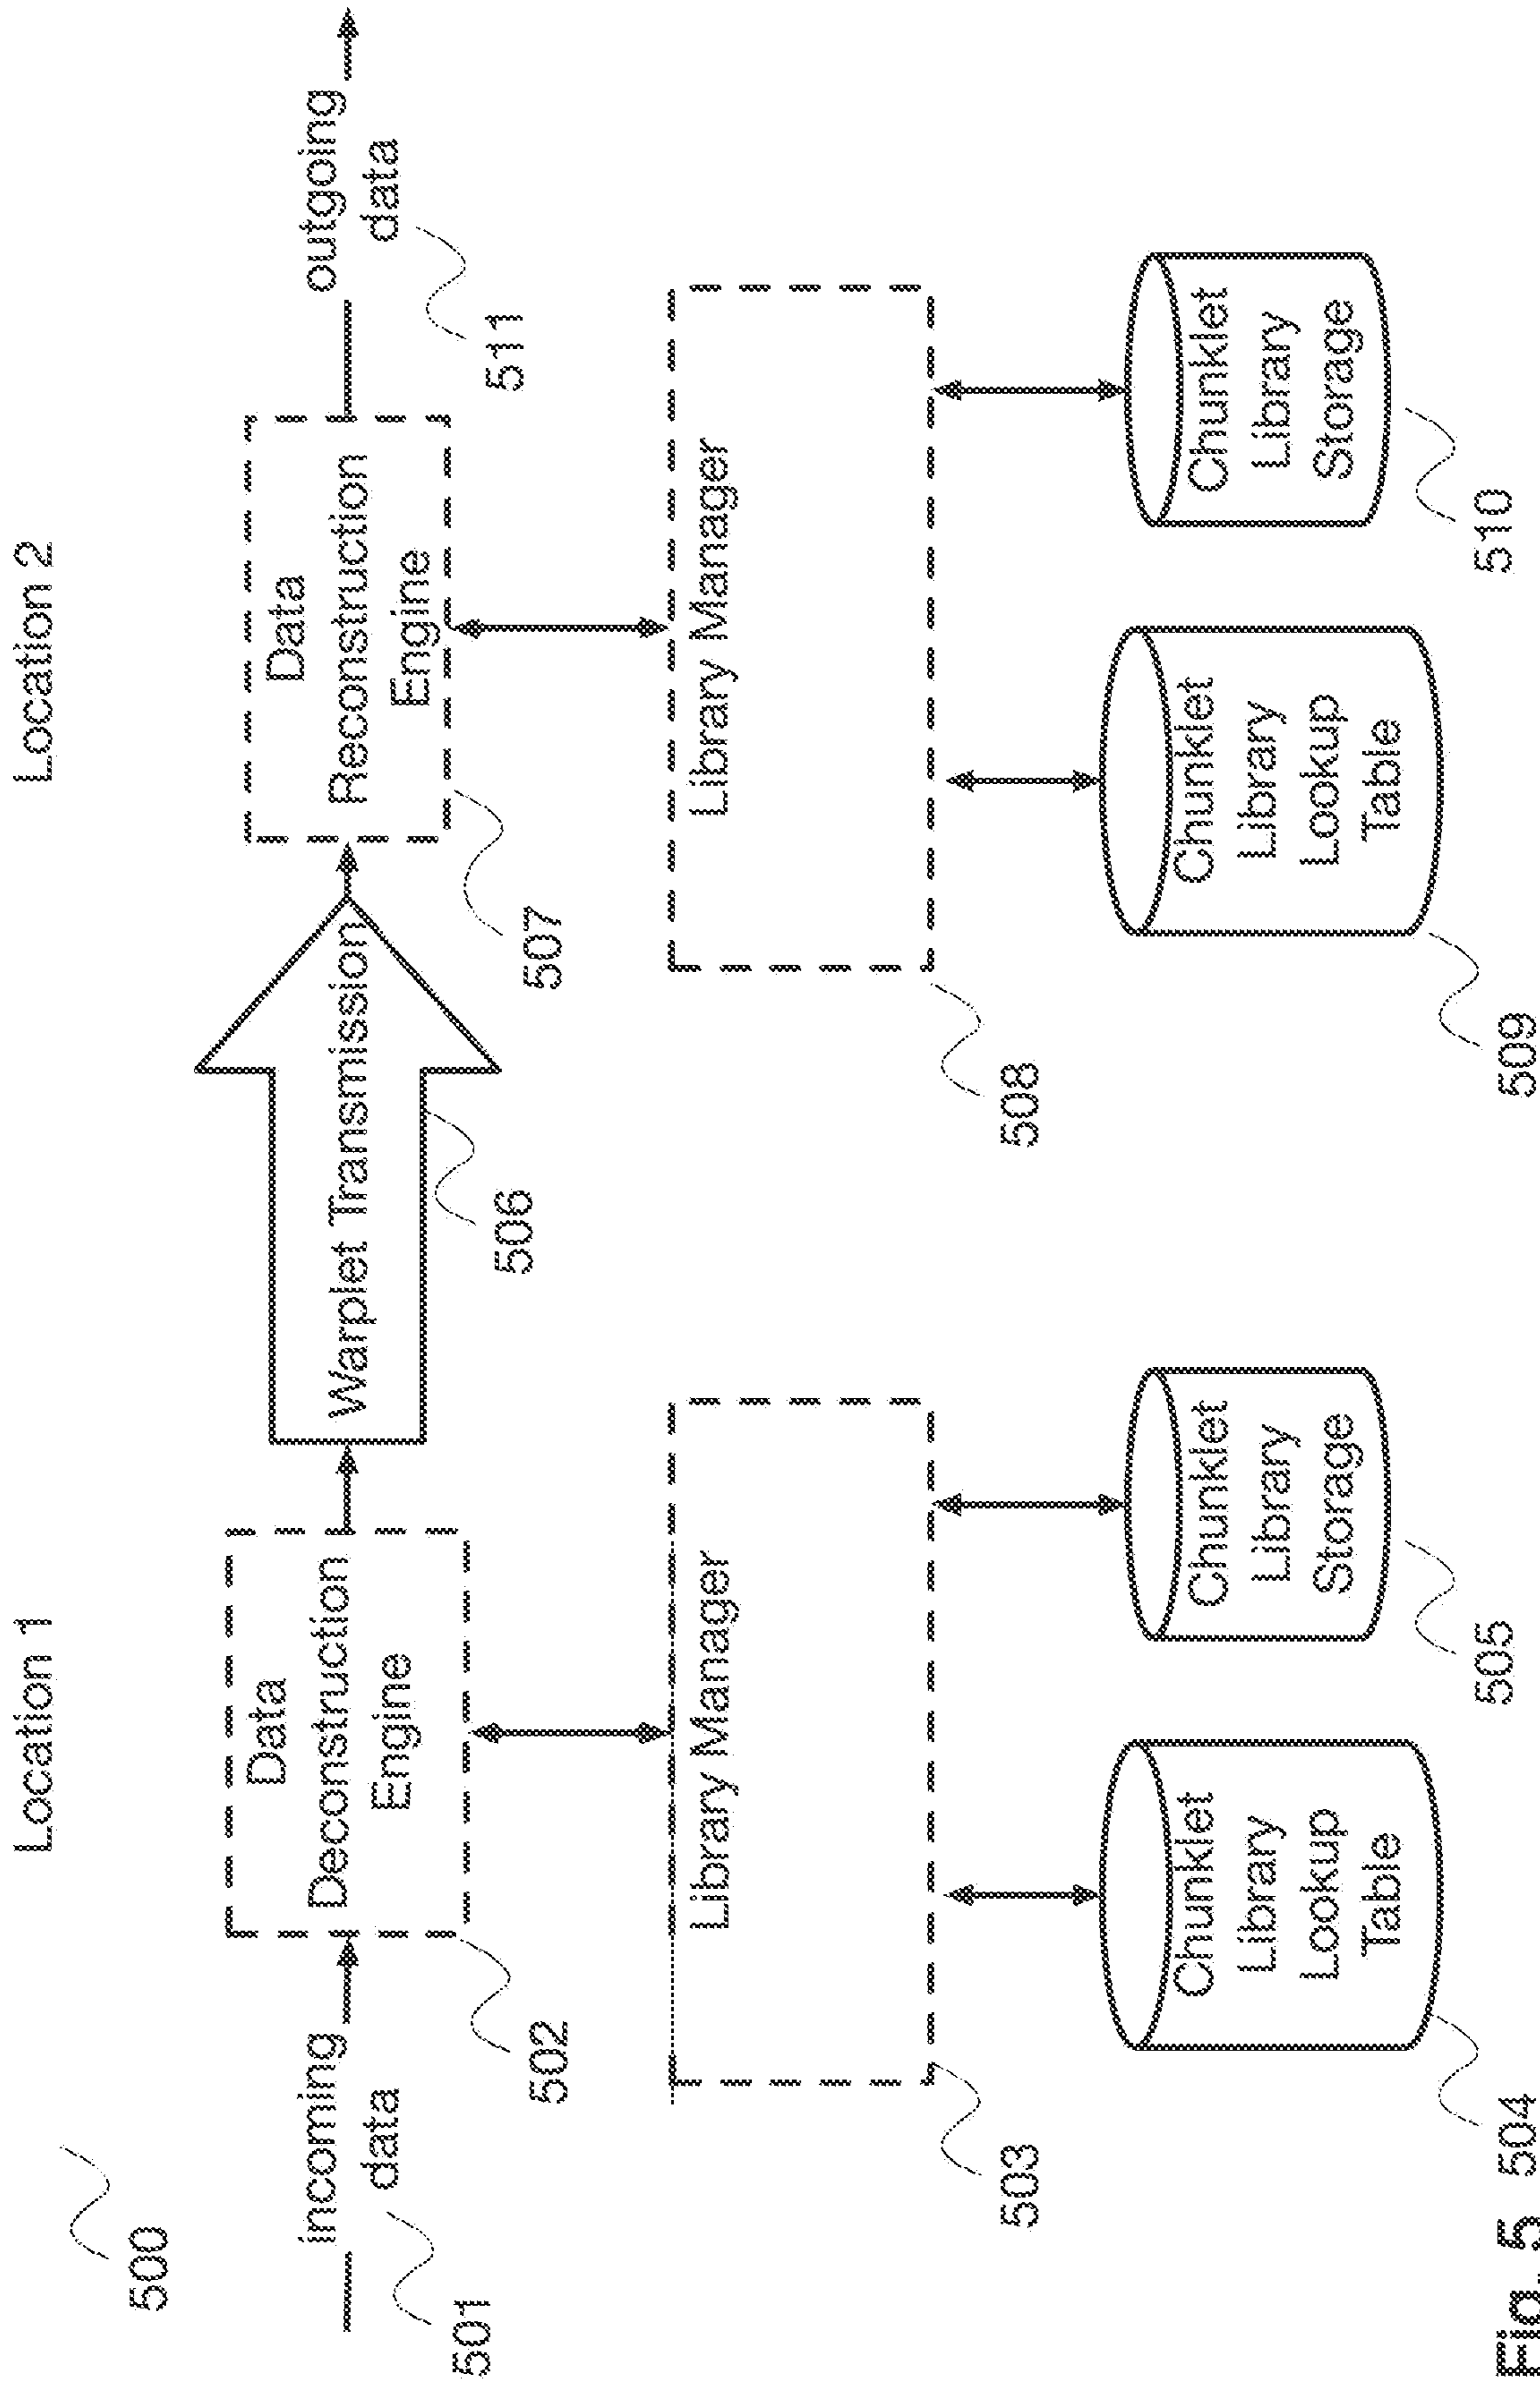 Location 1
Location 2
500
incoming
data
501
Data
Deconstruction
Engine
502
Warplet Transmission
506
Data
Reconstruction
Engine
507
outgoing
data
511
Library Manager
503
Library Manager
508
Chunklet
Library
Lookup
Table
504
Chunklet
Library
Storage
505
Chunklet
Library
Lookup
Table
509
Chunklet
Library
Storage
510
Fig. 5